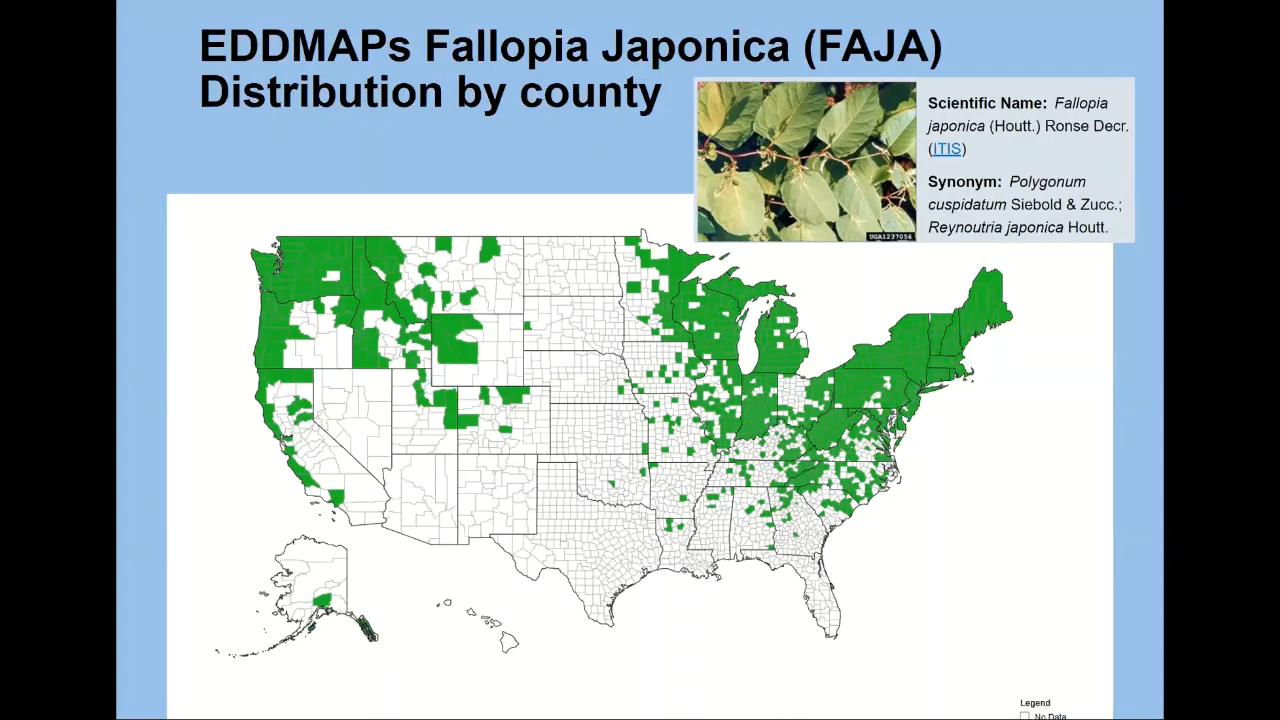 EDDMAPs Fallopia Japonica (FAJA)
Distribution by county
Scientific Name: Fallopia
japonica (Houtt.) Ronse Decr.
(ITIS)
Synonym: Polygonum
cuspidatum Siebold & Zucc.;
Reynoutria japonica Houtt.
UGA1237056
Legend
No Data